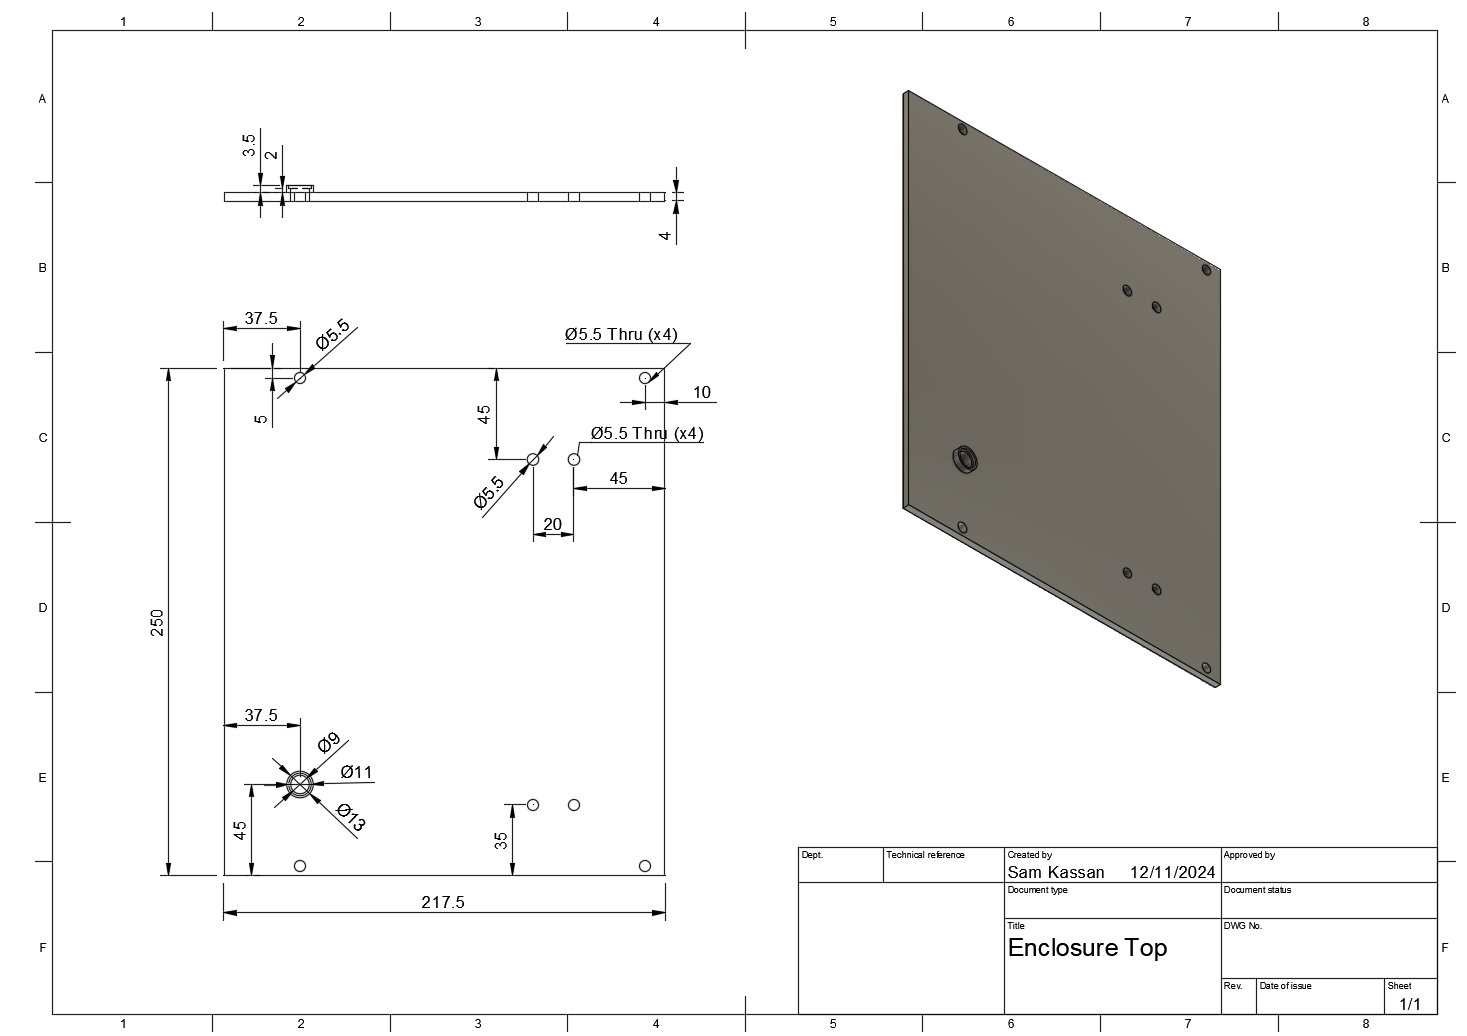 1 2 3 4 5 6 7 8
A A
3.5
2
4
B B
37.5
Ø5.5
Ø5.5 Thru (x4)
5
10
45
C C
Ø5.5 Thru (x4)
45
Ø5.5
20
D D
250
37.5
Ø9
Ø11
Ø13
E E
45
35
217.5
Dept. Technical reference Created by Approved by
Sam Kassan 12/11/2024
Document type Document status
Title DWG No.
Enclosure Top
F F
Rev. Date of issue Sheet
1/1
1 2 3 4 5 6 7 8